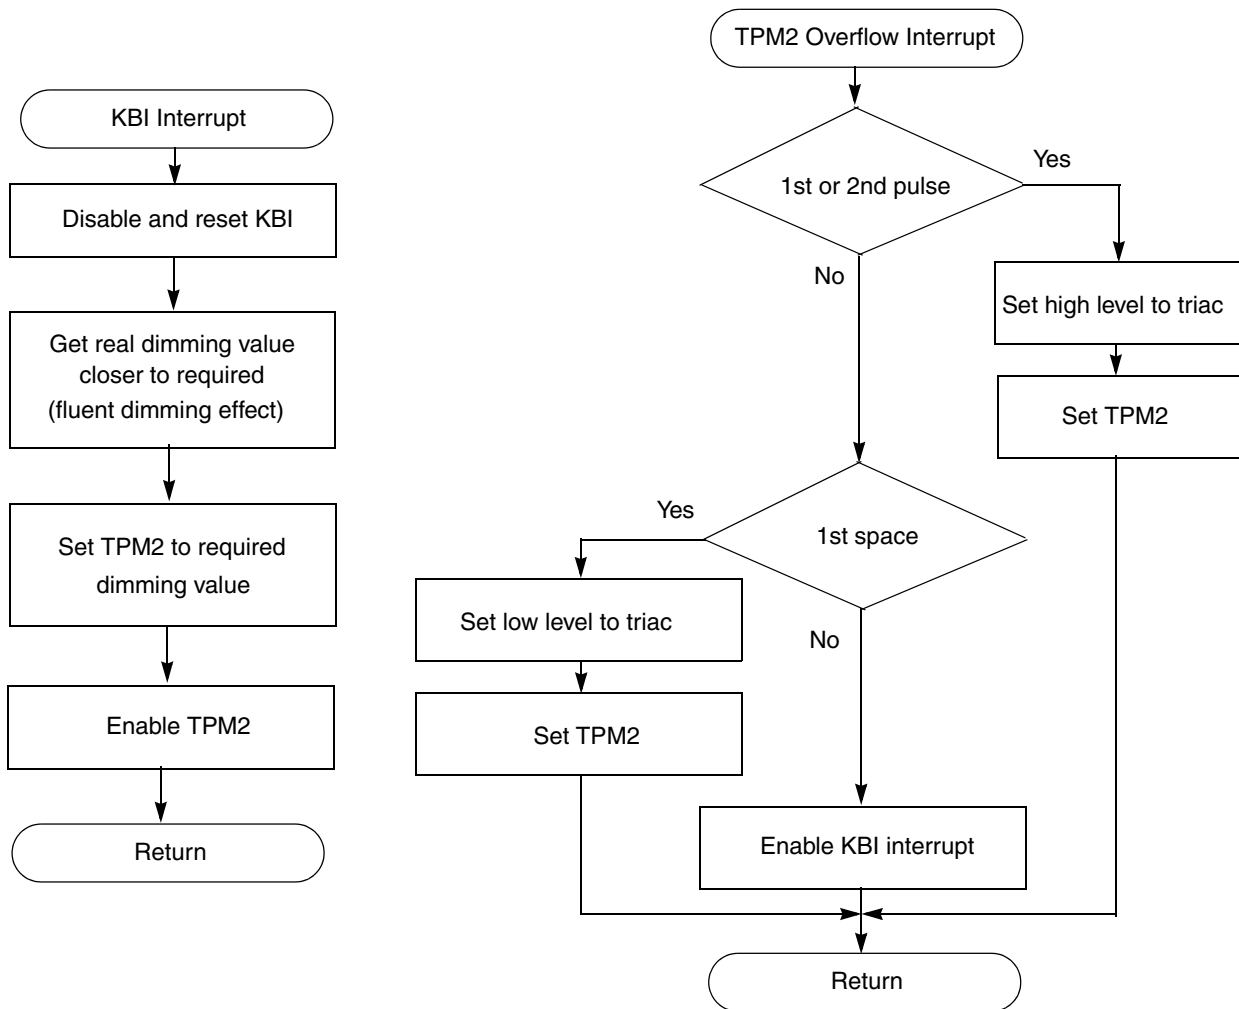 KBI Interrupt
Disable and reset KBI
Get real dimming value
closer to required
(fluent dimming effect)
Set TPM2 to required
dimming value
Enable TPM2
Return
TPM2 Overflow Interrupt
1st or 2nd pulse
Yes
No
Set high level to triac
Set TPM2
1st space
Yes
No
Set low level to triac
Set TPM2
Enable KBI interrupt
Return